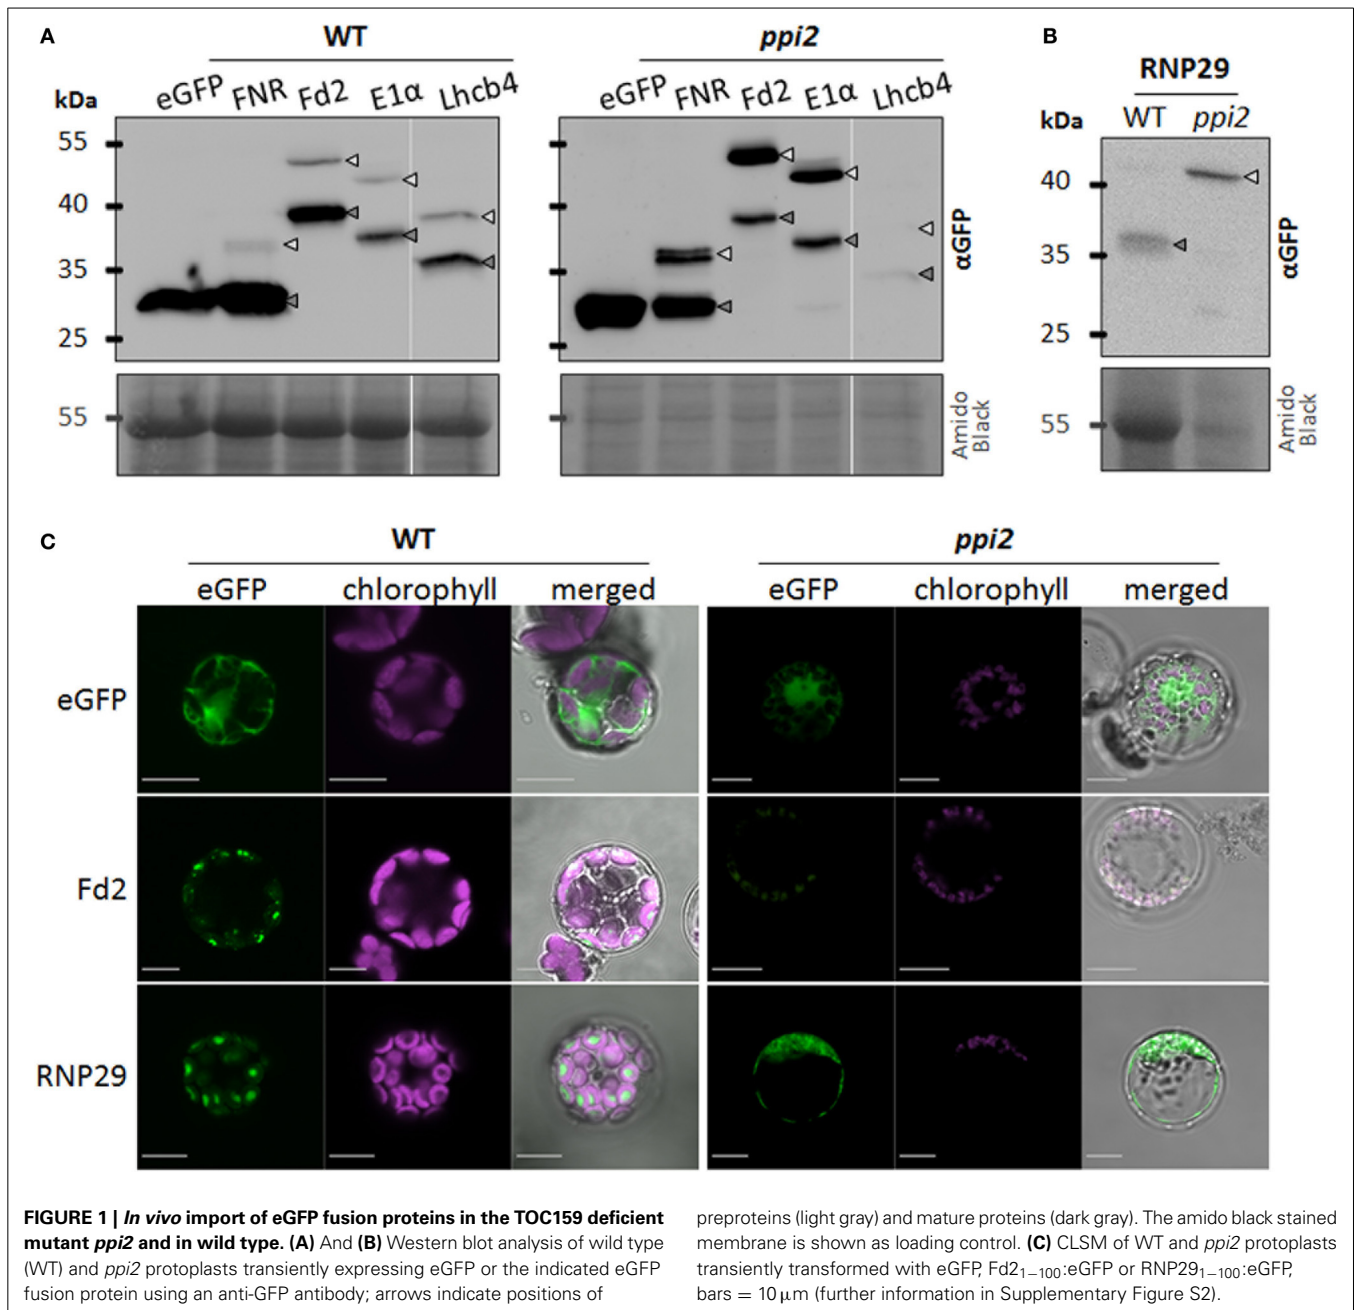 A
WT
ppi2
eGFP FNR Fd2 E1α Lhcb4
eGFP FNR Fd2 E1α Lhcb4
kDa
55
40
35
25
αGFP
55
Amido
Black
B
RNP29
kDa
WT ppi2
40
35
25
αGFP
55
Amido
Black
C
WT
ppi2
eGFP chlorophyll merged
eGFP chlorophyll merged
eGFP
Fd2
RNP29
FIGURE 1 | In vivo import of eGFP fusion proteins in the TOC159 deficient
mutant ppi2 and in wild type. (A) And (B) Western blot analysis of wild type
(WT) and ppi2 protoplasts transiently expressing eGFP or the indicated eGFP
fusion protein using an anti-GFP antibody; arrows indicate positions of
preproteins (light gray) and mature proteins (dark gray). The amido black stained
membrane is shown as loading control. (C) CLSM of WT and ppi2 protoplasts
transiently transformed with eGFP, Fd2₁₋₁₀₀:eGFP or RNP29₁₋₁₀₀:eGFP,
bars = 10 μm (further information in Supplementary Figure S2).